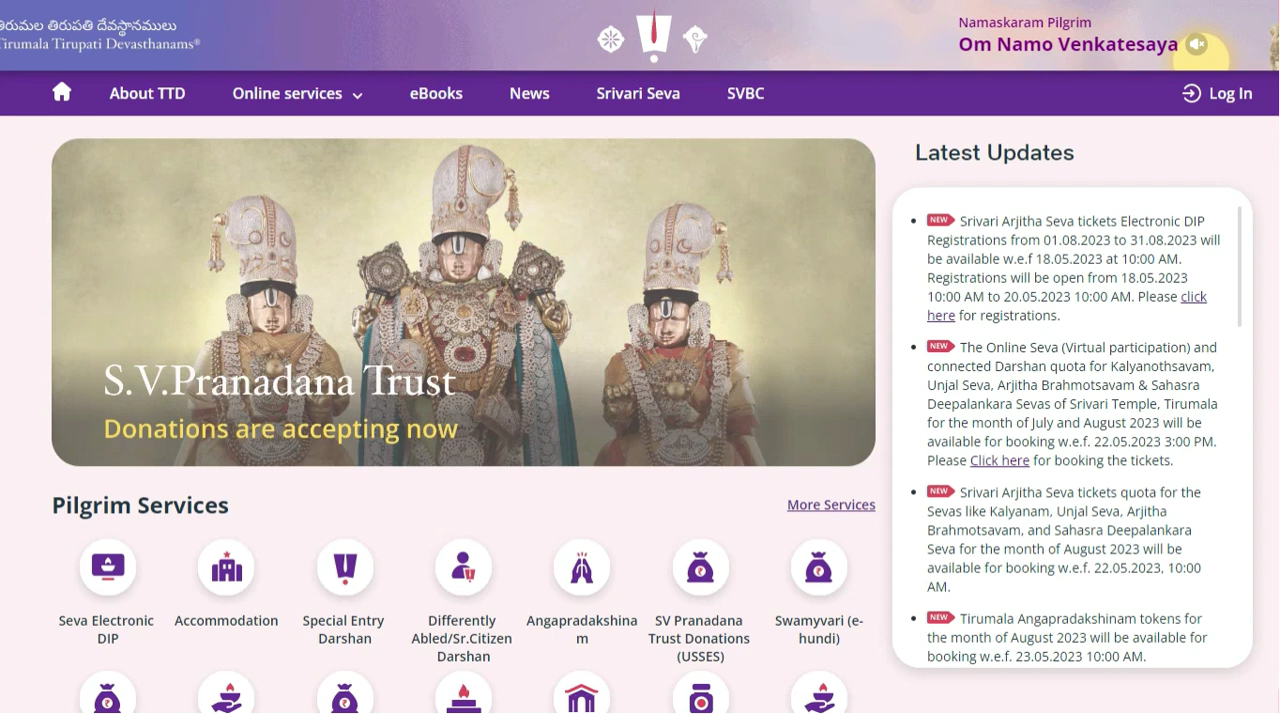 తిరుమల తిరుపతి దేవస్థానములు
Tirumala Tirupati Devasthanams®
Namaskaram Pilgrim
Om Namo Venkatesaya
About TTD
Online services
eBooks
News
Srivari Seva
SVBC
Log In
S.V.Pranadana Trust
Donations are accepting now
Latest Updates
NEW Srivari Arjitha Seva tickets Electronic DIP
Registrations from 01.08.2023 to 31.08.2023 will
be available w.e.f 18.05.2023 at 10:00 AM.
Registrations will be open from 18.05.2023
10:00 AM to 20.05.2023 10:00 AM. Please click
here for registrations.
NEW The Online Seva (Virtual participation) and
connected Darshan quota for Kalyanothsavam,
Unjal Seva, Arjitha Brahmotsavam & Sahasra
Deepalankara Sevas of Srivari Temple, Tirumala
for the month of July and August 2023 will be
available for booking w.e.f. 22.05.2023 3:00 PM.
Please Click here for booking the tickets.
NEW Srivari Arjitha Seva tickets quota for the
Sevas like Kalyanam, Unjal Seva, Arjitha
Brahmotsavam, and Sahasra Deepalankara
Seva for the month of August 2023 will be
available for booking w.e.f. 22.05.2023, 10:00
AM.
NEW Tirumala Angapradakshinam tokens for
the month of August 2023 will be available for
booking w.e.f. 23.05.2023 10:00 AM.
Pilgrim Services
More Services
Seva Electronic
DIP
Accommodation
Special Entry
Darshan
Differently
Abled/Sr.Citizen
Darshan
Angapradakshina
m
SV Pranadana
Trust Donations
(USSES)
Swamyvari (e-
hundi)